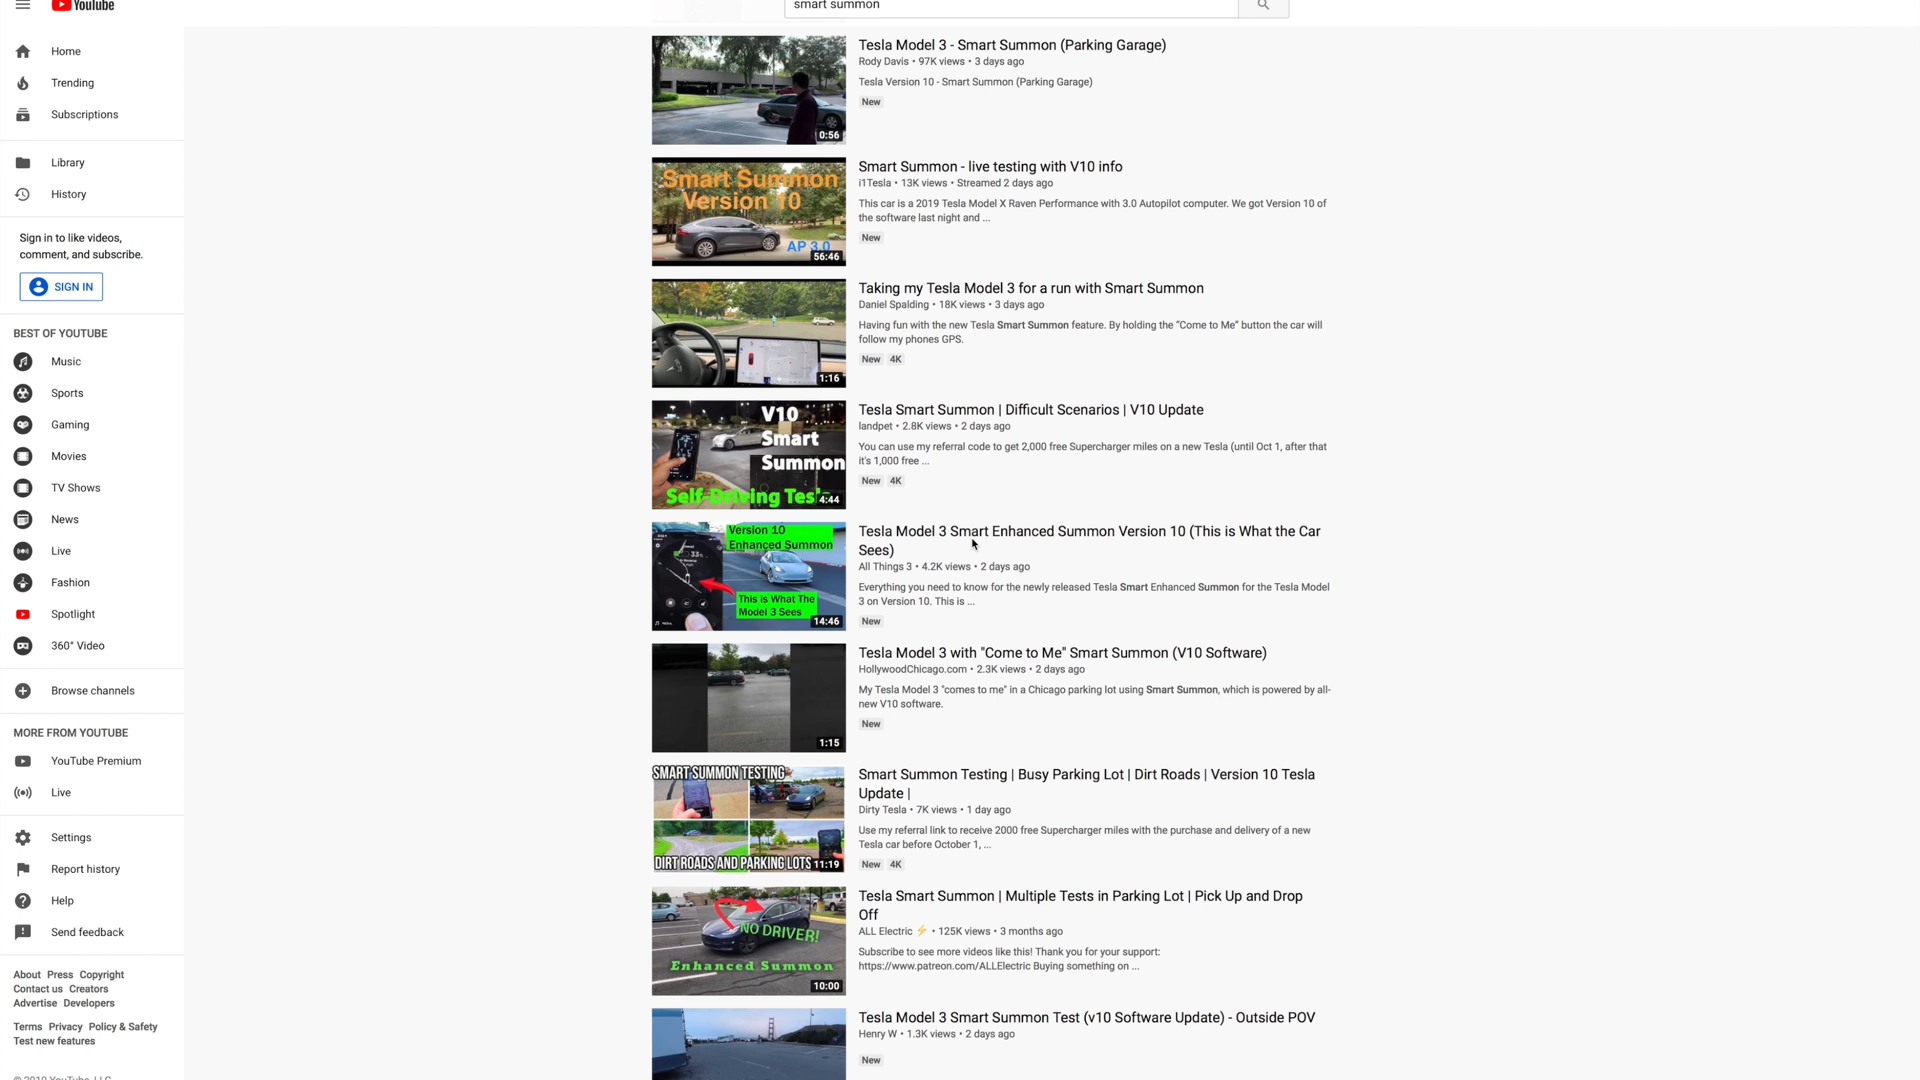 YouTube
smart summon
Home
Trending
Subscriptions
Library
History
Sign in to like videos,
comment, and subscribe.
SIGN IN
BEST OF YOUTUBE
Music
Sports
Gaming
Movies
TV Shows
News
Live
Fashion
Spotlight
360° Video
Browse channels
MORE FROM YOUTUBE
YouTube Premium
Live
Settings
Report history
Help
Send feedback
About Press Copyright
Contact us Creators
Advertise Developers
Terms Privacy Policy & Safety
Test new features
© 2019 YouTube, LLC
0:56
Tesla Model 3 - Smart Summon (Parking Garage)
Rody Davis • 97K views • 3 days ago
Tesla Version 10 - Smart Summon (Parking Garage)
New
Smart Summon
Version 10
AP 3.0
56:46
Smart Summon - live testing with V10 info
i1Tesla • 13K views • Streamed 2 days ago
This car is a 2019 Tesla Model X Raven Performance with 3.0 Autopilot computer. We got Version 10 of
the software last night and ...
New
1:16
Taking my Tesla Model 3 for a run with Smart Summon
Daniel Spalding • 18K views • 3 days ago
Having fun with the new Tesla Smart Summon feature. By holding the "Come to Me" button the car will
follow my phones GPS.
New 4K
V10
Smart
Summon
Self-Driving Tesla
4:44
Tesla Smart Summon | Difficult Scenarios | V10 Update
landpet • 2.8K views • 2 days ago
You can use my referral code to get 2,000 free Supercharger miles on a new Tesla (until Oct 1, after that
it's 1,000 free ...
New 4K
Version 10
Enhanced Summon
This is What The
Model 3 Sees
14:46
Tesla Model 3 Smart Enhanced Summon Version 10 (This is What the Car
Sees)
All Things 3 • 4.2K views • 2 days ago
Everything you need to know for the newly released Tesla Smart Enhanced Summon for the Tesla Model
3 on Version 10. This is ...
New
1:15
Tesla Model 3 with "Come to Me" Smart Summon (V10 Software)
HollywoodChicago.com • 2.3K views • 2 days ago
My Tesla Model 3 "comes to me" in a Chicago parking lot using Smart Summon, which is powered by all-
new V10 software.
New
SMART SUMMON TESTING
DIRT ROADS AND PARKING LOTS
11:19
Smart Summon Testing | Busy Parking Lot | Dirt Roads | Version 10 Tesla
Update |
Dirty Tesla • 7K views • 1 day ago
Use my referral link to receive 2000 free Supercharger miles with the purchase and delivery of a new
Tesla car before October 1, ...
New 4K
NO DRIVER!
Enhanced Summon
10:00
Tesla Smart Summon | Multiple Tests in Parking Lot | Pick Up and Drop
Off
ALL Electric ⚡ • 125K views • 3 months ago
Subscribe to see more videos like this! Thank you for your support:
https://www.patreon.com/ALLElectric Buying something on ...
Tesla Model 3 Smart Summon Test (v10 Software Update) - Outside POV
Henry W • 1.3K views • 2 days ago
New